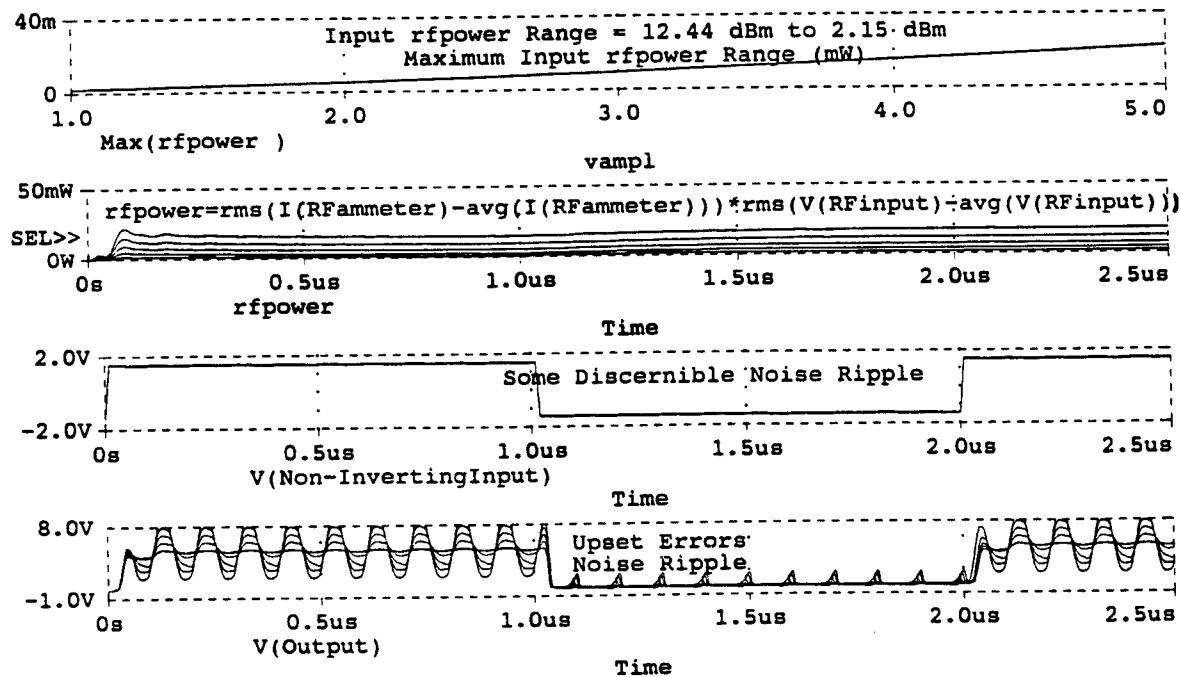 40m
Input rfpower Range = 12.44 dBm to 2.15 dBm
Maximum Input rfpower Range (mW)
0
1.0 2.0 3.0 4.0 5.0
Max(rfpower )
vampl
50mW
rfpower=rms(I(RFammeter)-avg(I(RFammeter)))*rms(V(RFinput)-avg(V(RFinput)))
SEL>>
0W
0s 0.5us 1.0us 1.5us 2.0us 2.5us
rfpower
Time
2.0V
Some Discernible Noise Ripple
-2.0V
0s 0.5us 1.0us 1.5us 2.0us 2.5us
V(Non-InvertingInput)
Time
8.0V
Upset Errors
Noise Ripple
-1.0V
0s 0.5us 1.0us 1.5us 2.0us 2.5us
V(Output)
Time